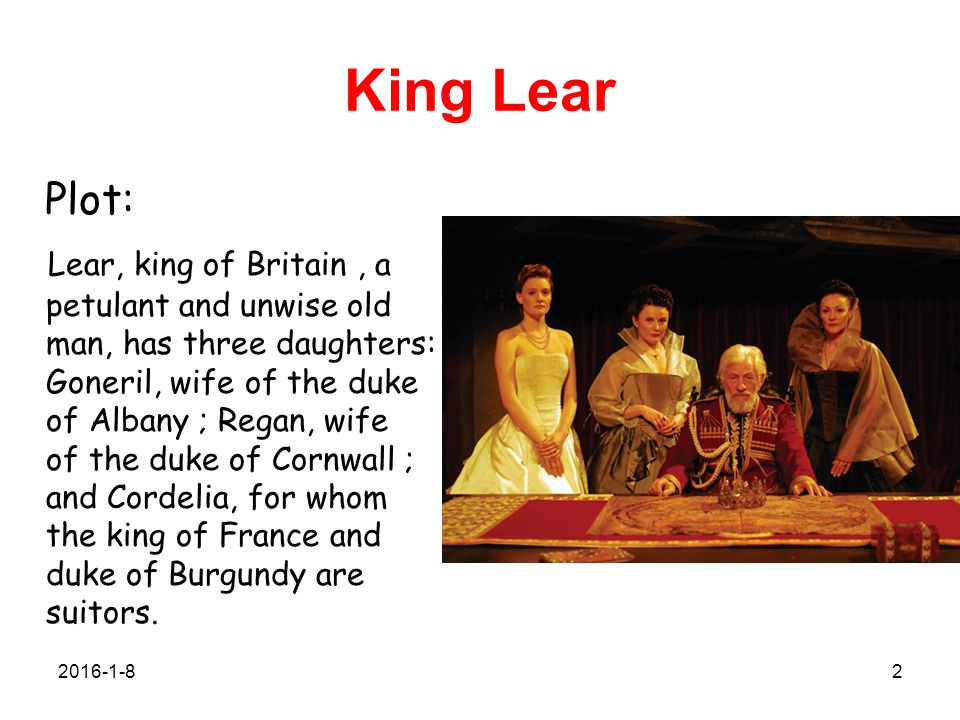 King Lear
Plot:
Lear, king of Britain , a
petulant and unwise old
man, has three daughters:
Goneril, wife of the duke
of Albany ; Regan, wife
of the duke of Cornwall ;
and Cordelia, for whom
the king of France and
duke of Burgundy are
suitors.
2016-1-8
2